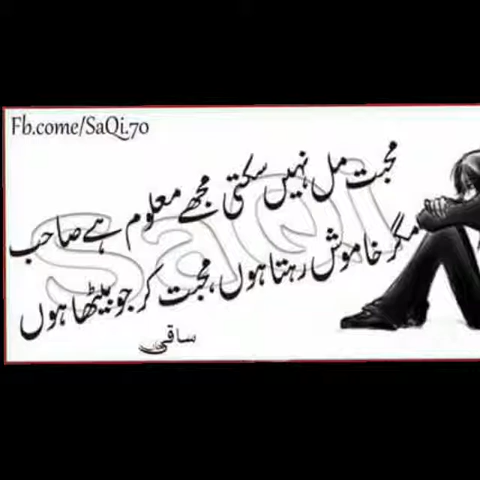 Fb.come/SaQi.70
محبت مل نہیں سکتی مجھے معلوم ہے صاحب
مگر خاموش رہتا ہوں، محبت کر جو بیٹھا ہوں
ساقی
SaQi